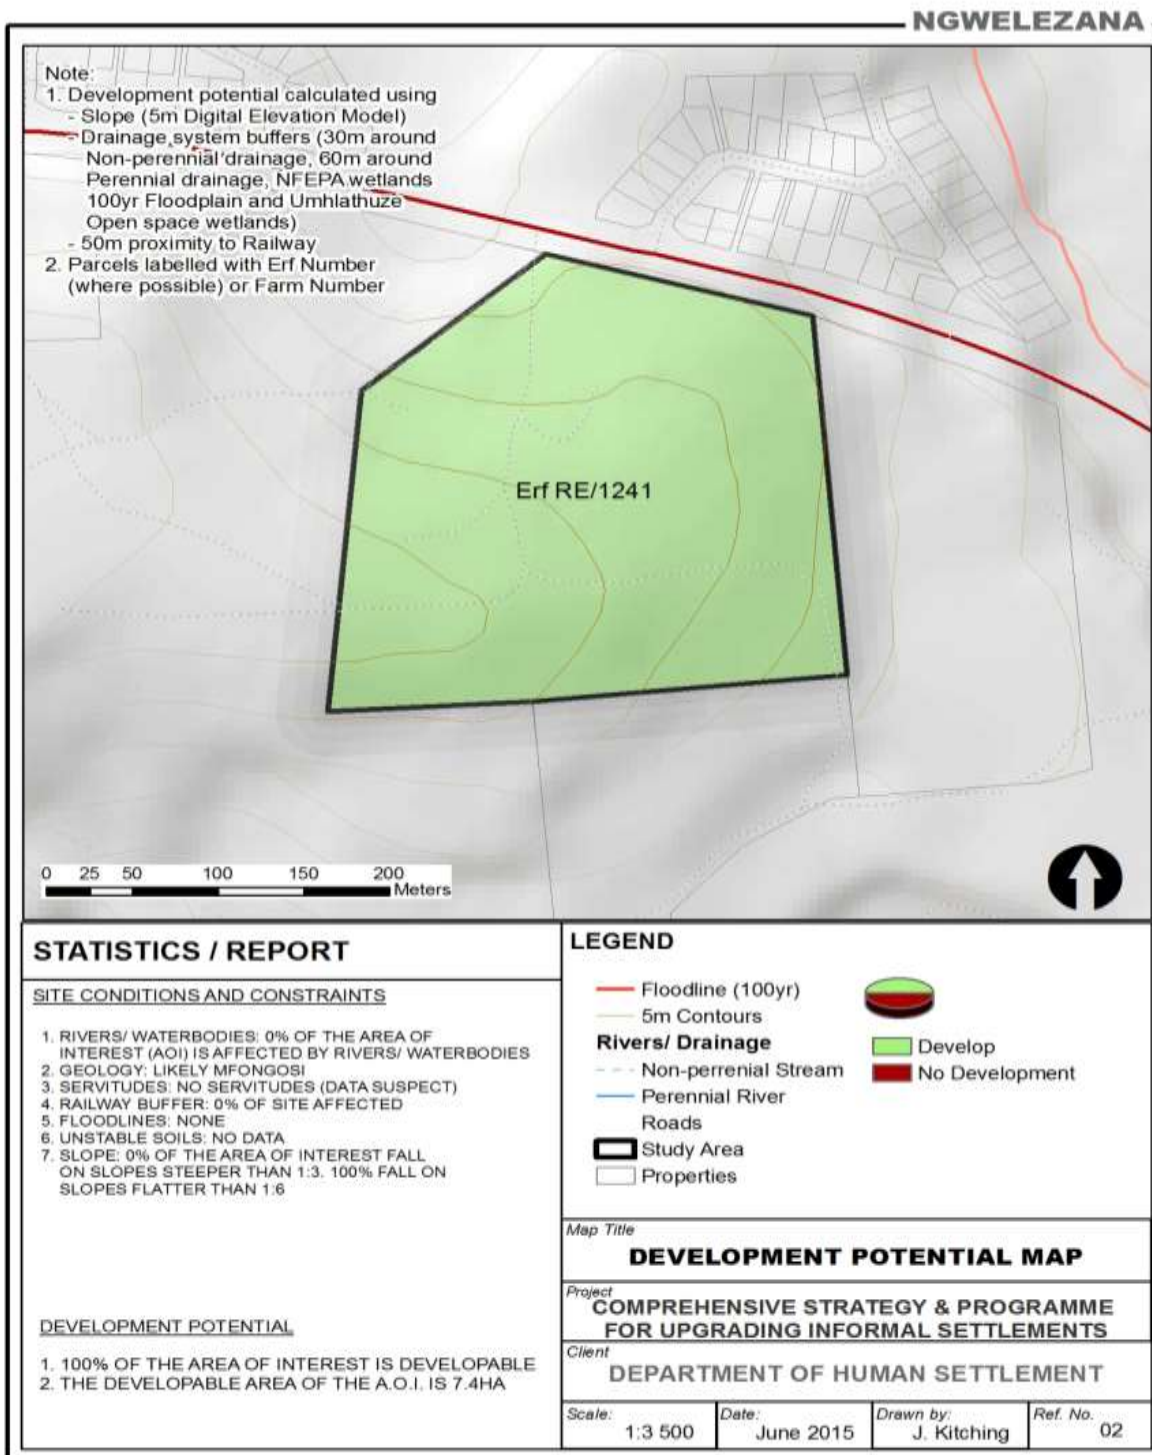 NGWELEZANA
Note:
1. Development potential calculated using
- Slope (5m Digital Elevation Model)
- Drainage system buffers (30m around
Non-perennial drainage, 60m around
Perennial drainage, NFEPA wetlands
100yr Floodplain and Umhlathuze
Open space wetlands)
- 50m proximity to Railway
2. Parcels labelled with Erf Number
(where possible) or Farm Number
Erf RE/1241
0 25 50 100 150 200
Meters
STATISTICS / REPORT
SITE CONDITIONS AND CONSTRAINTS
1. RIVERS/ WATERBODIES: 0% OF THE AREA OF
INTEREST (AOI) IS AFFECTED BY RIVERS/ WATERBODIES
2. GEOLOGY: LIKELY MFONGOSI
3. SERVITUDES: NO SERVITUDES (DATA SUSPECT)
4. RAILWAY BUFFER: 0% OF SITE AFFECTED
5. FLOODLINES: NONE
6. UNSTABLE SOILS: NO DATA
7. SLOPE: 0% OF THE AREA OF INTEREST FALL
ON SLOPES STEEPER THAN 1:3. 100% FALL ON
SLOPES FLATTER THAN 1:6
DEVELOPMENT POTENTIAL
1. 100% OF THE AREA OF INTEREST IS DEVELOPABLE
2. THE DEVELOPABLE AREA OF THE A.O.I. IS 7.4HA
LEGEND
Floodline (100yr)
5m Contours
Rivers/ Drainage
Non-perrenial Stream
Perennial River
Roads
Study Area
Properties
Develop
No Development
Map Title
DEVELOPMENT POTENTIAL MAP
Project
COMPREHENSIVE STRATEGY & PROGRAMME
FOR UPGRADING INFORMAL SETTLEMENTS
Client
DEPARTMENT OF HUMAN SETTLEMENT
Scale:
1:3 500
Date:
June 2015
Drawn by:
J. Kitching
Ref. No.
02